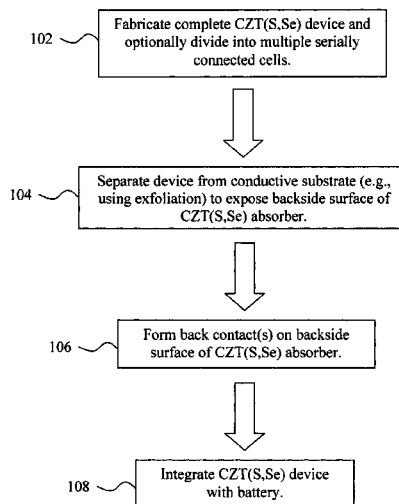 102
Fabricate complete CZT(S,Se) device and
optionally divide into multiple serially
connected cells.
104
Separate device from conductive substrate (e.g.,
using exfoliation) to expose backside surface of
CZT(S,Se) absorber.
106
Form back contact(s) on backside
surface of CZT(S,Se) absorber.
108
Integrate CZT(S,Se) device
with battery.